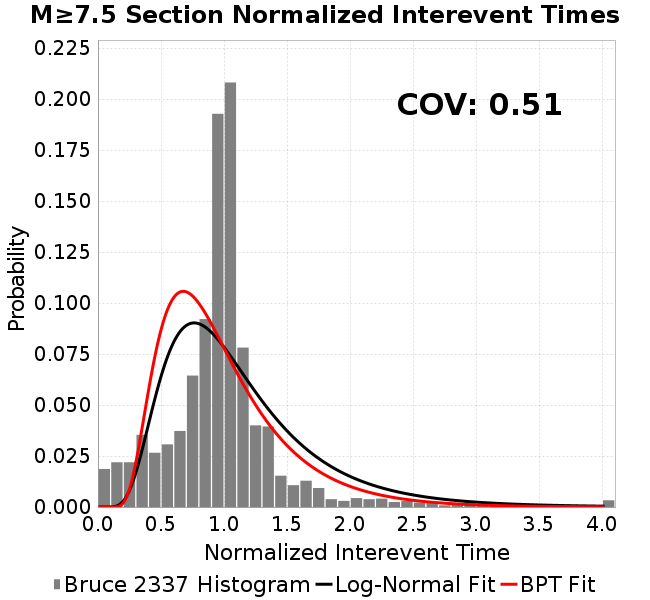 M≥7.5 Section Normalized Interevent Times
COV: 0.51
Probability
0.225
0.200
0.175
0.150
0.125
0.100
0.075
0.050
0.025
0.000
0.0 0.5 1.0 1.5 2.0 2.5 3.0 3.5 4.0
Normalized Interevent Time
Bruce 2337 Histogram Log-Normal Fit BPT Fit